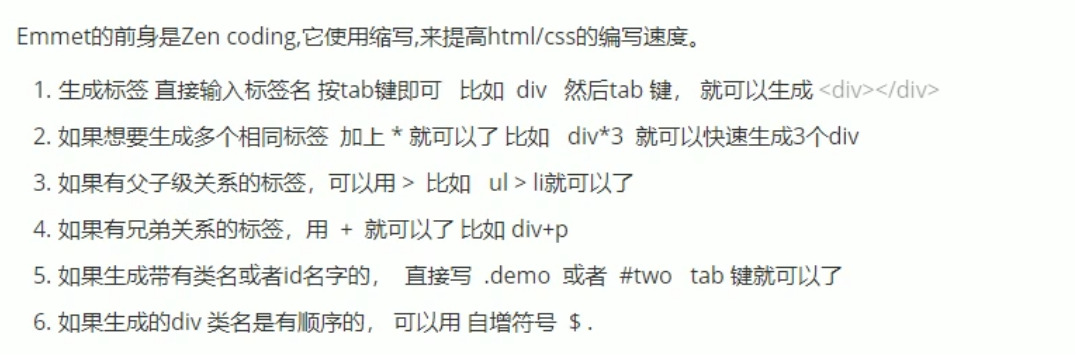 Emmet的前身是Zen coding,它使用缩写,来提高html/css的编写速度。
1. 生成标签 直接输入标签名 按tab键即可 比如 div 然后tab 键， 就可以生成 <div></div>
2. 如果想要生成多个相同标签 加上 * 就可以了 比如 div*3 就可以快速生成3个div
3. 如果有父子级关系的标签，可以用 > 比如 ul > li就可以了
4. 如果有兄弟关系的标签，用 + 就可以了 比如 div+p
5. 如果生成带有类名或者id名字的， 直接写 .demo 或者 #two tab 键就可以了
6. 如果生成的div 类名是有顺序的， 可以用 自增符号 $ .